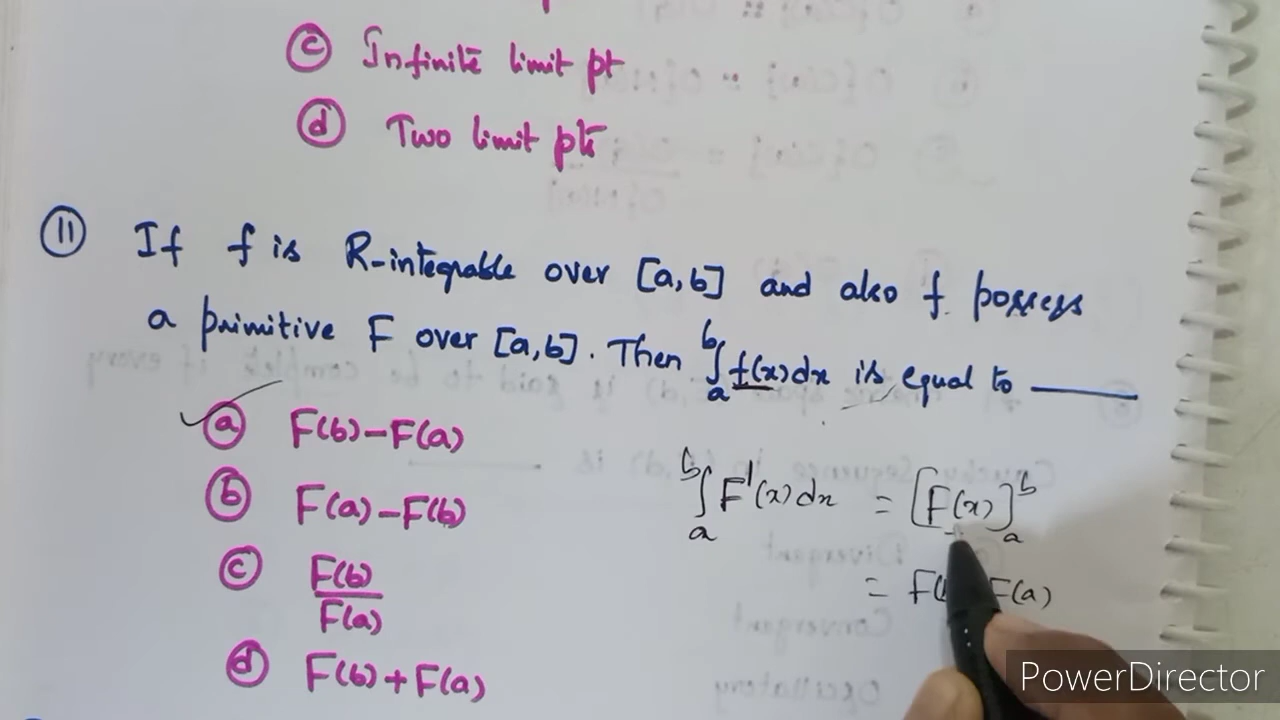 ⓒ Infinite limit pt
ⓓ Two limit pts
⑪ If f is R-integrable over [a,b] and also f possess
a primitive F over [a,b]. Then ∫ₐᵇ f(x)dx is equal to ______
ⓐ F(b)-F(a)
ⓑ F(a)-F(b)
ⓒ F(b)/F(a)
ⓓ F(b)+F(a)
∫ₐᵇ F'(x)dx = [F(x)]ₐᵇ
= F( F(a)
PowerDirector